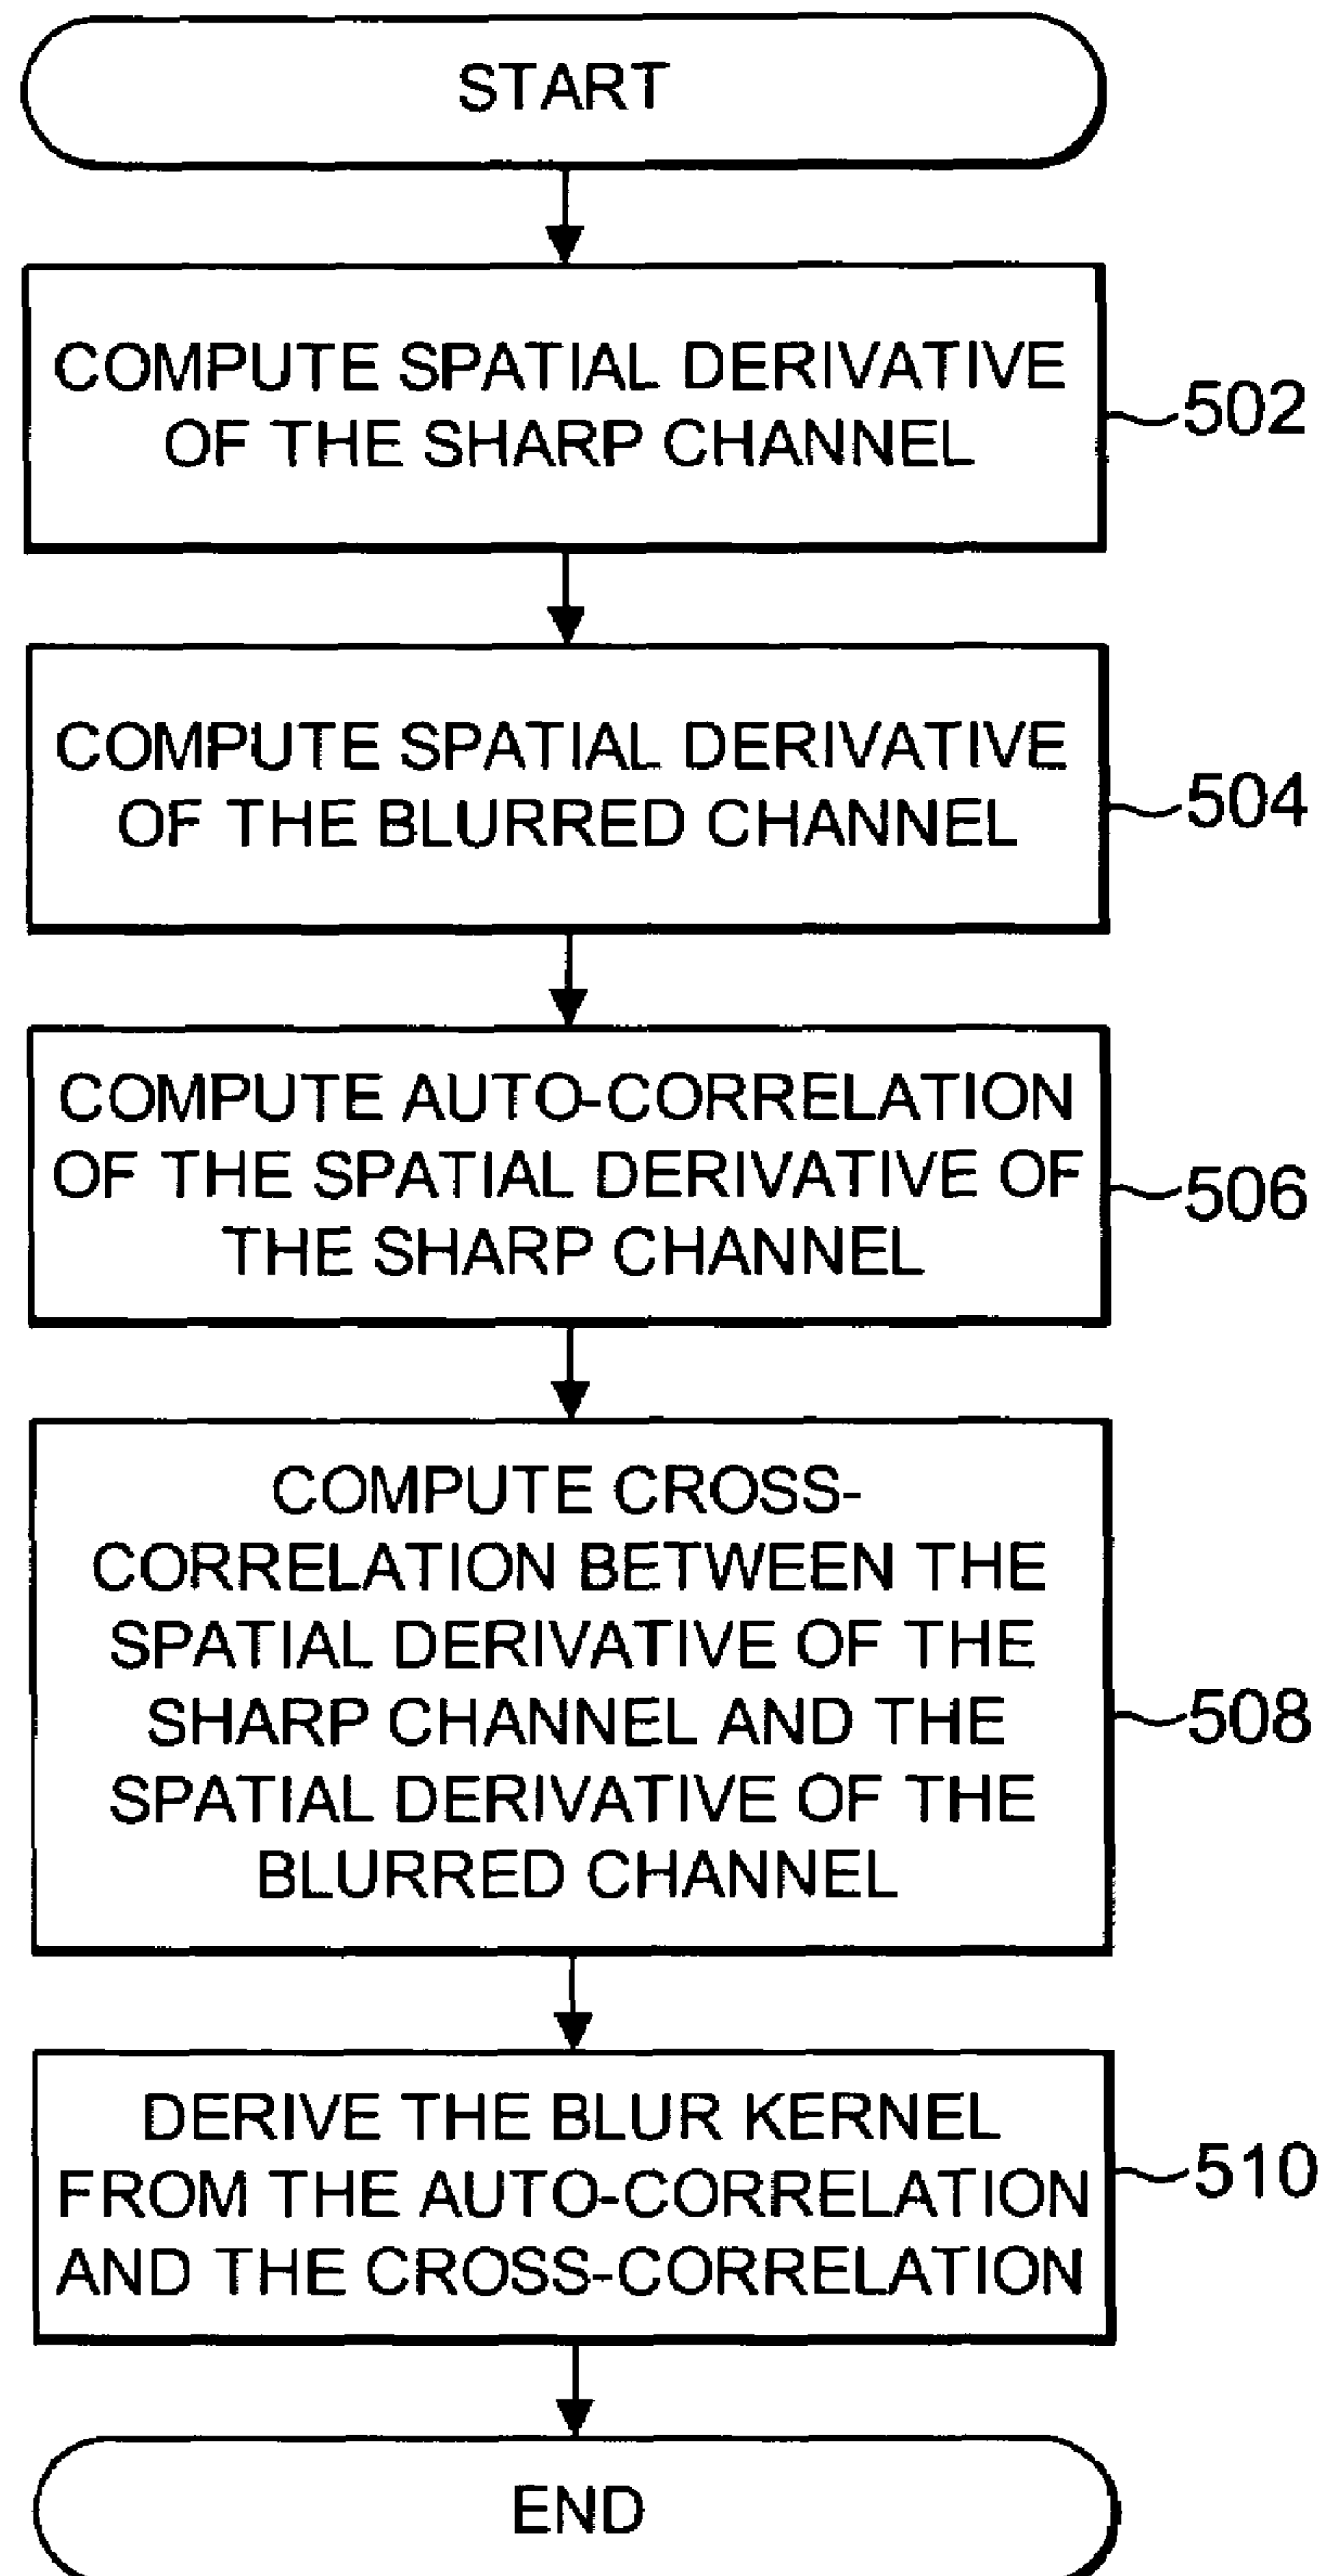 START
COMPUTE SPATIAL DERIVATIVE
OF THE SHARP CHANNEL
502
COMPUTE SPATIAL DERIVATIVE
OF THE BLURRED CHANNEL
504
COMPUTE AUTO-CORRELATION
OF THE SPATIAL DERIVATIVE OF
THE SHARP CHANNEL
506
COMPUTE CROSS-
CORRELATION BETWEEN THE
SPATIAL DERIVATIVE OF THE
SHARP CHANNEL AND THE
SPATIAL DERIVATIVE OF THE
BLURRED CHANNEL
508
DERIVE THE BLUR KERNEL
FROM THE AUTO-CORRELATION
AND THE CROSS-CORRELATION
510
END